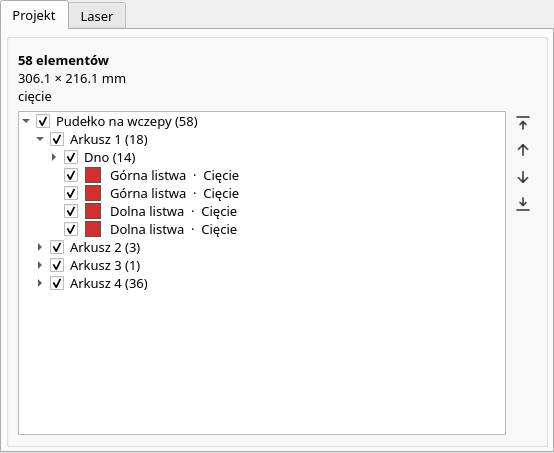 Projekt Laser
58 elementów
306.1 × 216.1 mm
cięcie
Pudełko na wczepy (58)
Arkusz 1 (18)
Dno (14)
Górna listwa · Cięcie
Górna listwa · Cięcie
Dolna listwa · Cięcie
Dolna listwa · Cięcie
Arkusz 2 (3)
Arkusz 3 (1)
Arkusz 4 (36)